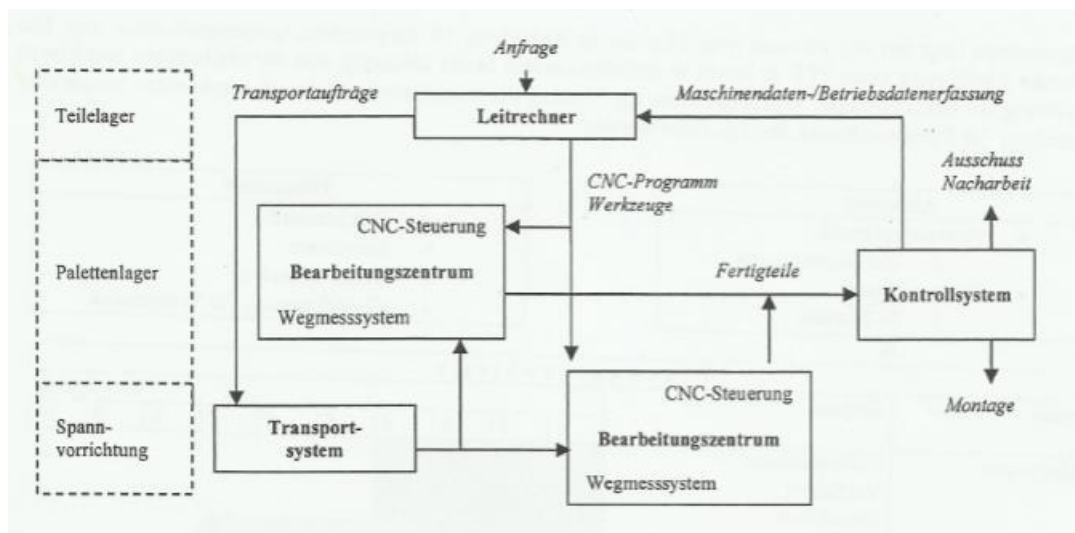 Anfrage
Transportaufträge
Maschinendaten-/Betriebsdatenerfassung
Teilelager
Leitrechner
Ausschuss
Nacharbeit
CNC-Programm
Werkzeuge
CNC-Steuerung
Palettenlager
Bearbeitungszentrum
Fertigteile
Kontrollsystem
Wegmesssystem
CNC-Steuerung
Montage
Spann-
vorrichtung
Transport-
system
Bearbeitungszentrum
Wegmesssystem